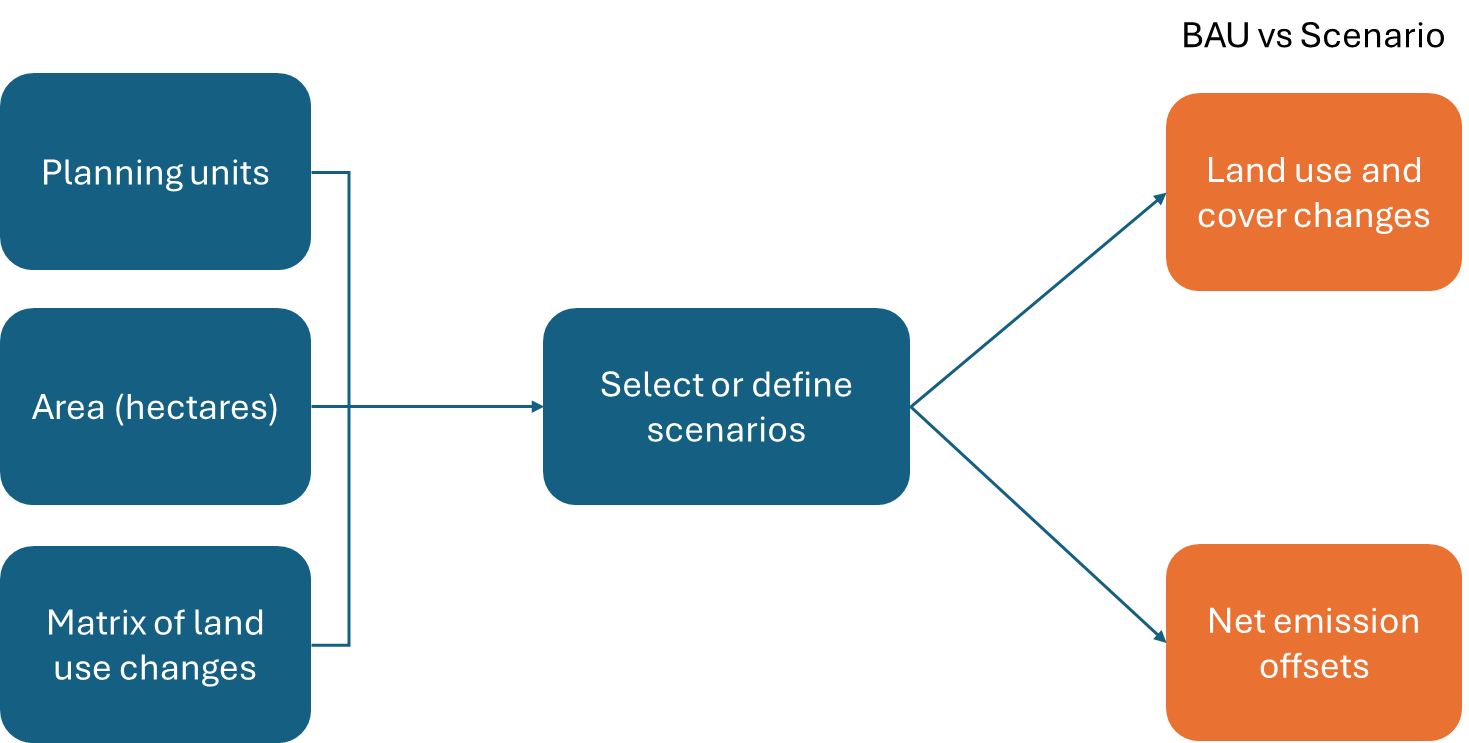 BAU vs Scenario
Planning units
Area (hectares)
Matrix of land
use changes
Select or define
scenarios
Land use and
cover changes
Net emission
offsets